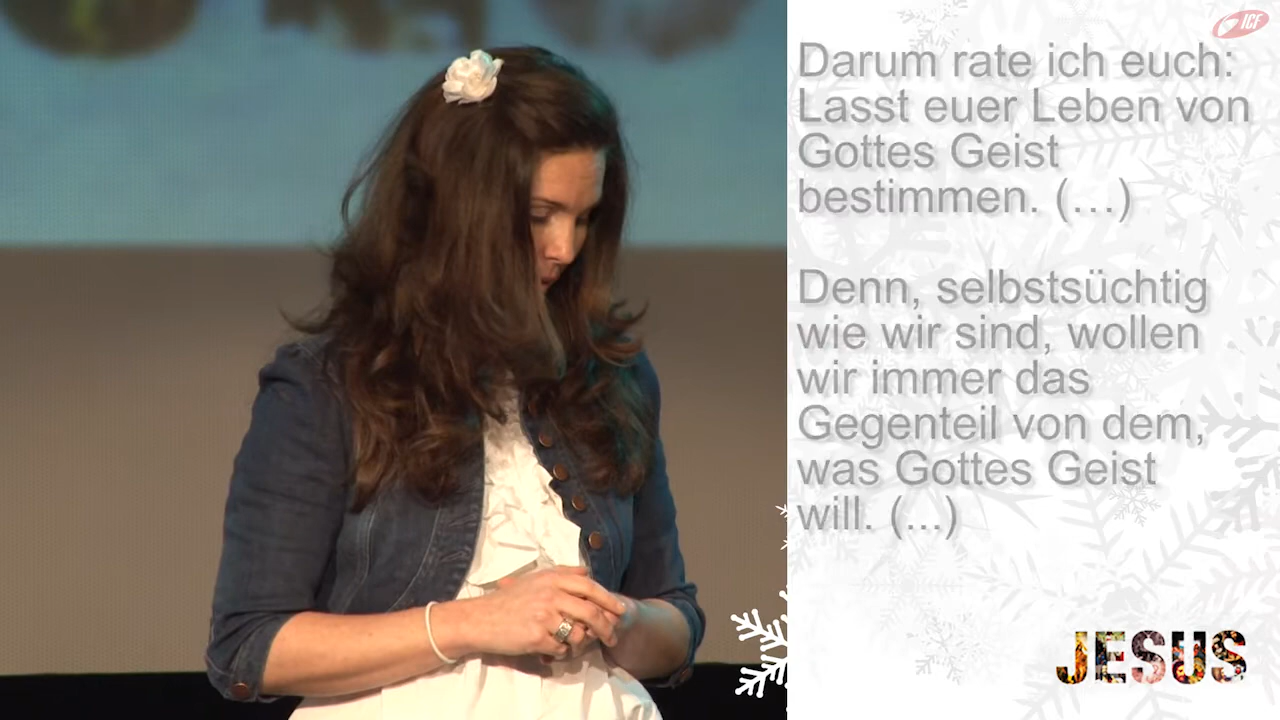 ICF
Darum rate ich euch:
Lasst euer Leben von
Gottes Geist
bestimmen. (…)
Denn, selbstsüchtig
wie wir sind, wollen
wir immer das
Gegenteil von dem,
was Gottes Geist
will. (...)
JESUS